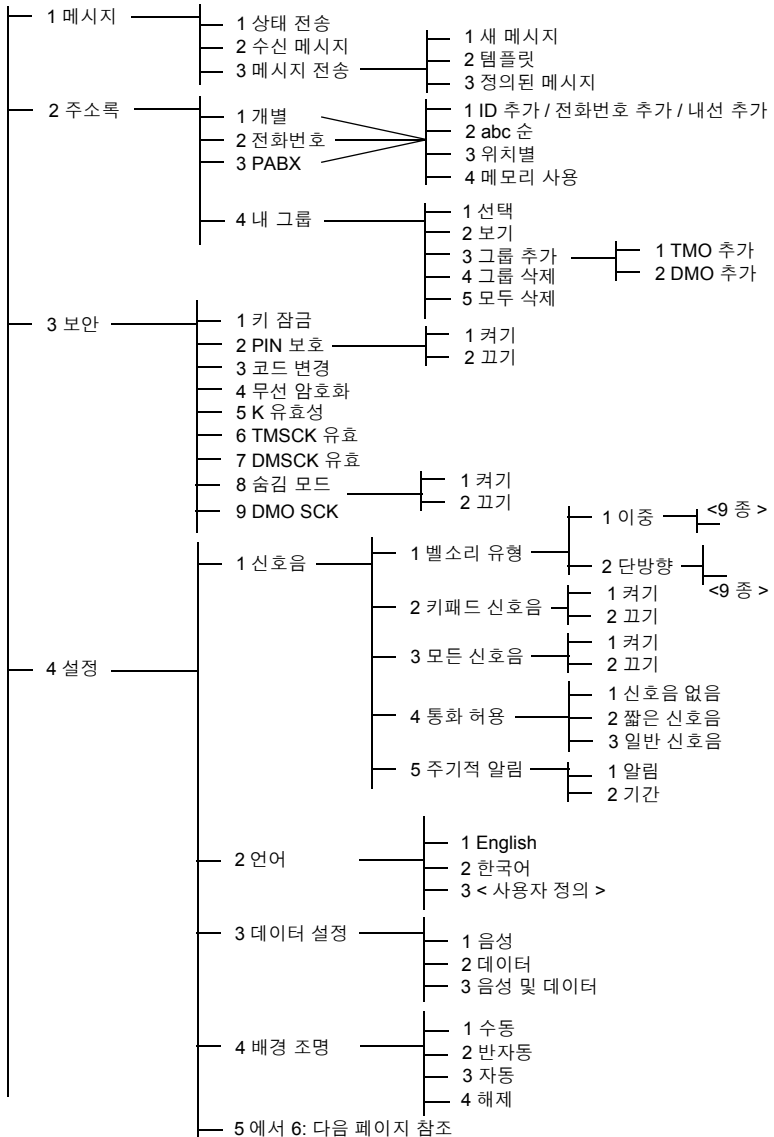 1 메시지
1 상태 전송
2 수신 메시지
3 메시지 전송
1 새 메시지
2 템플릿
3 정의된 메시지
2 주소록
1 개별
2 전화번호
3 PABX
1 ID 추가 / 전화번호 추가 / 내선 추가
2 abc 순
3 위치별
4 메모리 사용
4 내 그룹
1 선택
2 보기
3 그룹 추가
4 그룹 삭제
5 모두 삭제
1 TMO 추가
2 DMO 추가
3 보안
1 키 잠금
2 PIN 보호
3 코드 변경
4 무선 암호화
5 K 유효성
6 TMSCK 유효
7 DMSCK 유효
8 숨김 모드
9 DMO SCK
1 켜기
2 끄기
1 켜기
2 끄기
4 설정
1 신호음
1 벨소리 유형
1 이중
<9 종 >
2 단방향
<9 종 >
2 키패드 신호음
1 켜기
2 끄기
3 모든 신호음
1 켜기
2 끄기
4 통화 허용
1 신호음 없음
2 짧은 신호음
3 일반 신호음
5 주기적 알림
1 알림
2 기간
2 언어
1 English
2 한국어
3 < 사용자 정의 >
3 데이터 설정
1 음성
2 데이터
3 음성 및 데이터
4 배경 조명
1 수동
2 반자동
3 자동
4 해제
5 에서 6: 다음 페이지 참조